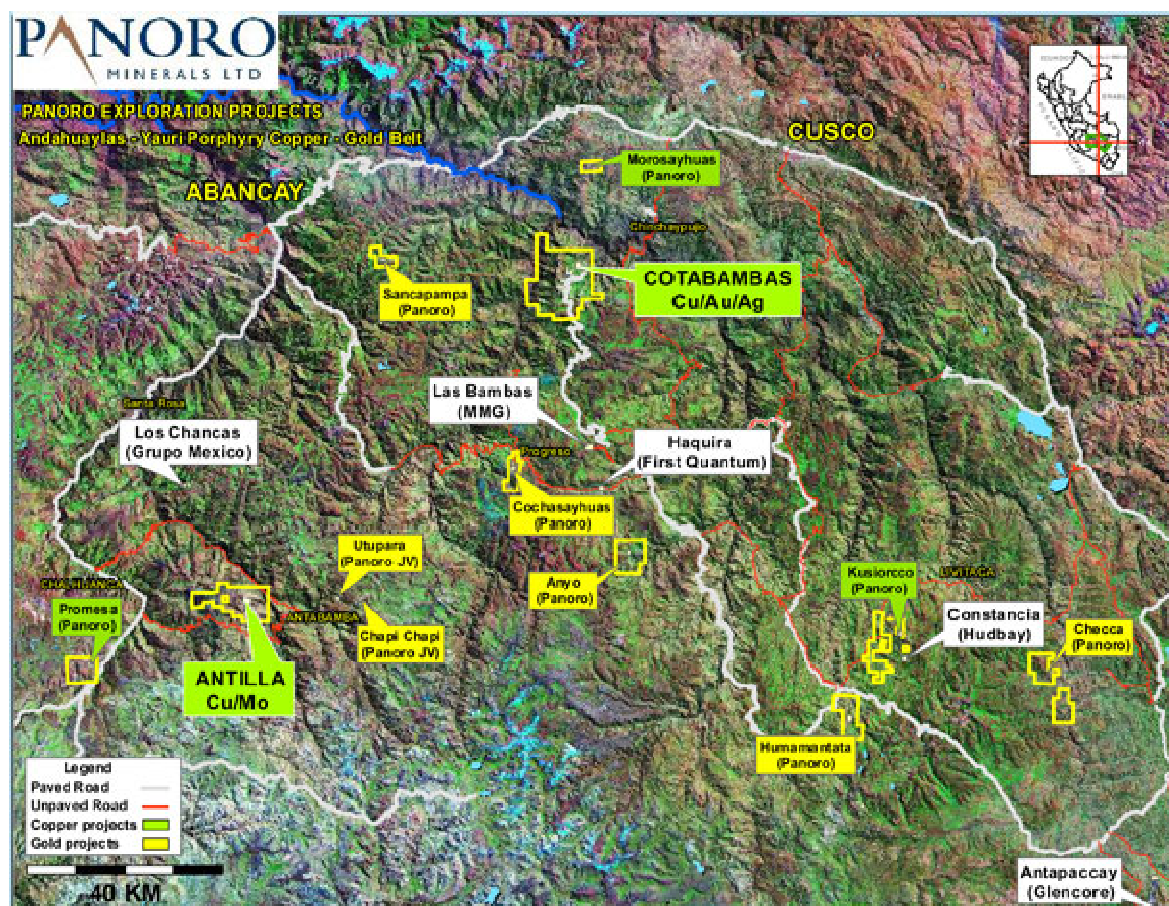 PANORO
MINERALS LTD
PANORO EXPLORATION PROJECTS
Andahuaylas - Yauri Porphyry Copper - Gold Belt
CUSCO
ABANCAY
Morosayhuas
(Panoro)
Chinchaypujio
COTABAMBAS
Cu/Au/Ag
Sancapampa
(Panoro)
Las Bambas
(MMG)
Santa Rosa
Los Chancas
(Grupo Mexico)
Progreso
Haquira
(First Quantum)
Cochasayhuas
(Panoro)
Utupara
(Panoro JV)
Anyo
(Panoro)
CHALHUANCA
Promesa
(Panoro)
ANTABAMBA
Chapi Chapi
(Panoro JV)
Kusiorcco
(Panoro)
LIVITACA
Constancia
(Hudbay)
Checca
(Panoro)
ANTILLA
Cu/Mo
Humamantata
(Panoro)
Legend
Paved Road
Unpaved Road
Copper projects
Gold projects
40 KM
Antapaccay
(Glencore)